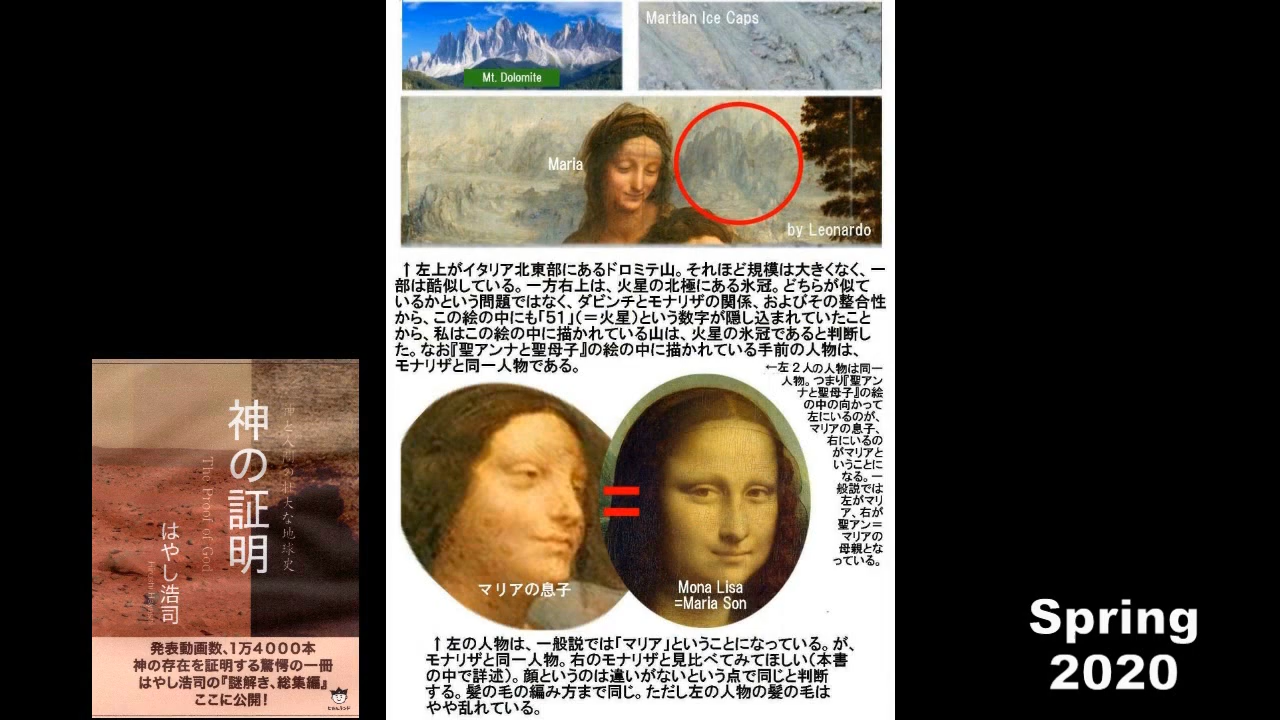 Mt. Dolomite
Martian Ice Caps
Maria
by Leonardo
↑左上がイタリア北東部にあるドロミテ山。それほど規模は大きくなく、一
部は酷似している。一方右上は、火星の北極にある氷冠。どちらが似て
いるかという問題ではなく、ダビンチとモナリザの関係、およびその整合性
から、この絵の中にも「51」(=火星)という数字が隠し込まれていたこと
から、私はこの絵の中に描かれている山は、火星の氷冠であると判断し
た。なお『聖アンナと聖母子』の絵の中に描かれている手前の人物は、
モナリザと同一人物である。
←左２人の人物は同一
人物。つまり『聖アン
ナと聖母子』の絵
の中の向かって
左にいるのが、
マリアの息子、
右にいるの
がマリアと
いうことに
なる。一
般説では
左がマリ
ア、右が
聖アン=
マリアの
母親とな
っている。
マリアの息子
=
Mona Lisa
=Maria Son
↑左の人物は、一般説では「マリア」ということになっている。が、
モナリザと同一人物。右のモナリザと見比べてみてほしい(本書
の中で詳述)。顔というのは違いがないという点で同じと判断
する。髪の毛の編み方まで同じ。ただし左の人物の髪の毛は
やや乱れている。
神と人間の壮大な地球史
神の証明
The Proof of God
はやし浩司
Hiroshi Hayashi
発表動画数、1万4000本
神の存在を証明する驚愕の一冊
はやし浩司の『謎解き、総集編』
ここに公開!
ヒカルランド
Spring
2020